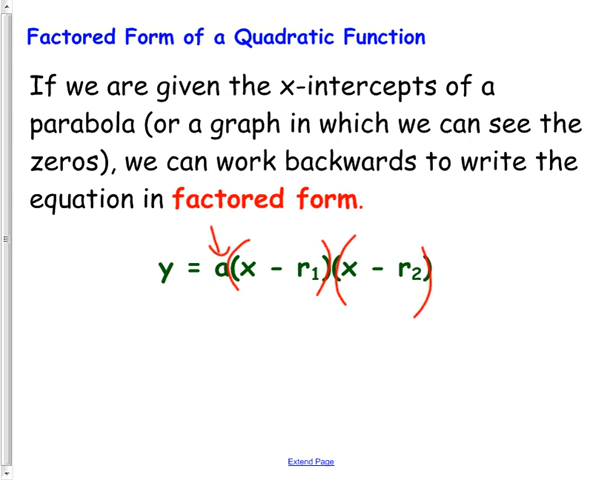 Factored Form of a Quadratic Function
If we are given the x-intercepts of a
parabola (or a graph in which we can see the
zeros), we can work backwards to write the
equation in factored form.
y = a(x - r₁)(x - r₂)
Extend Page